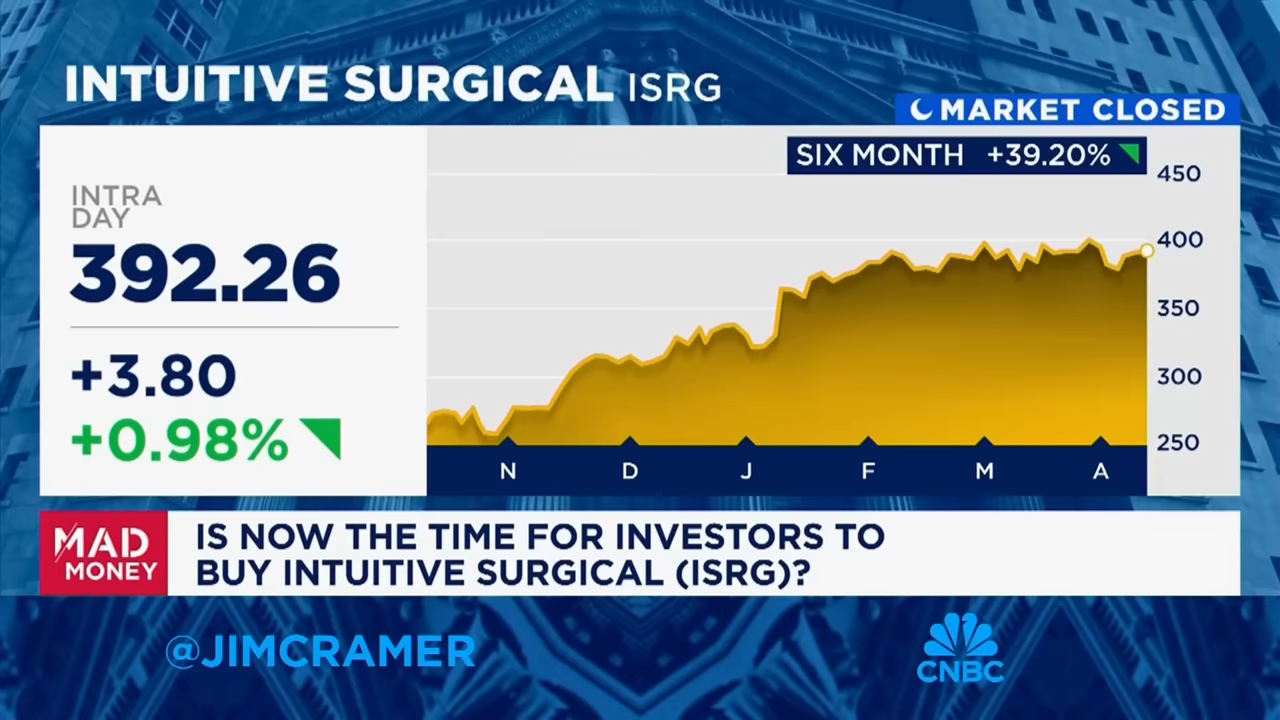 INTUITIVE SURGICAL ISRG
MARKET CLOSED
INTRA
DAY
392.26
+3.80
+0.98%
SIX MONTH +39.20%
450
400
350
300
250
N D J F M A
MAD
MONEY
IS NOW THE TIME FOR INVESTORS TO
BUY INTUITIVE SURGICAL (ISRG)?
@JIMCRAMER
CNBC